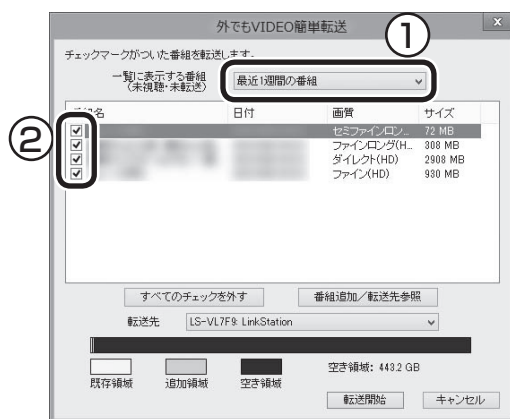 外でもVIDEO簡単転送
x
①
チェックマークがついた番組を転送します。
一覧に表示する番組
(未視聴・未転送)
最近1週間の番組
組名 日付 画質 サイズ
②
セミファインロン... 72 MB
ファインロング(H... 308 MB
ダイレクト(HD) 2908 MB
ファイン(HD) 930 MB
すべてのチェックを外す 番組追加/転送先参照
転送先 LS-VL7F9: LinkStation
既存領域 追加領域 空き領域 空き領域: 443.2 GB
転送開始 キャンセル